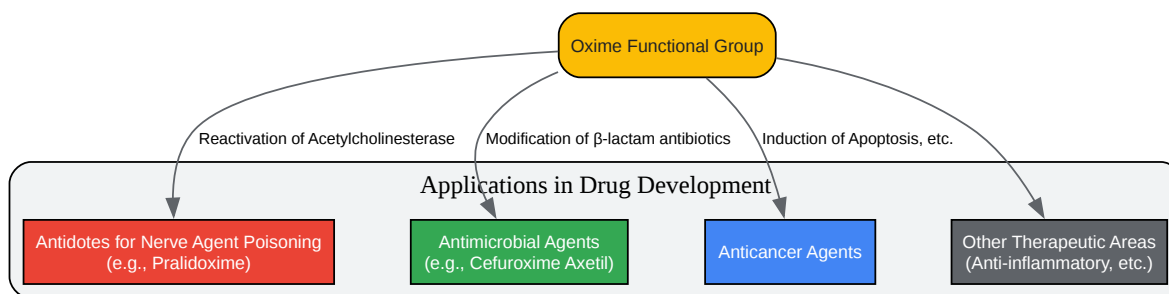 Oxime Functional Group
Reactivation of Acetylcholinesterase
Modification of β-lactam antibiotics
Induction of Apoptosis, etc.
Applications in Drug Development
Antidotes for Nerve Agent Poisoning
(e.g., Pralidoxime)
Antimicrobial Agents
(e.g., Cefuroxime Axetil)
Anticancer Agents
Other Therapeutic Areas
(Anti-inflammatory, etc.)